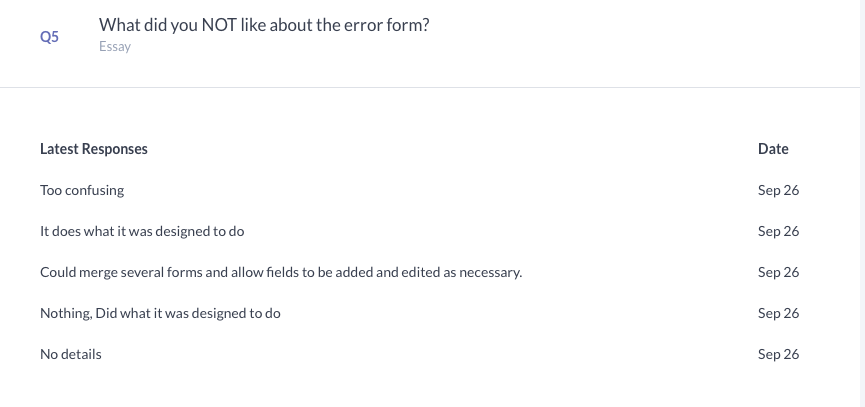 Q5
What did you NOT like about the error form?
Essay
Latest Responses Date
Too confusing Sep 26
It does what it was designed to do Sep 26
Could merge several forms and allow fields to be added and edited as necessary. Sep 26
Nothing, Did what it was designed to do Sep 26
No details Sep 26